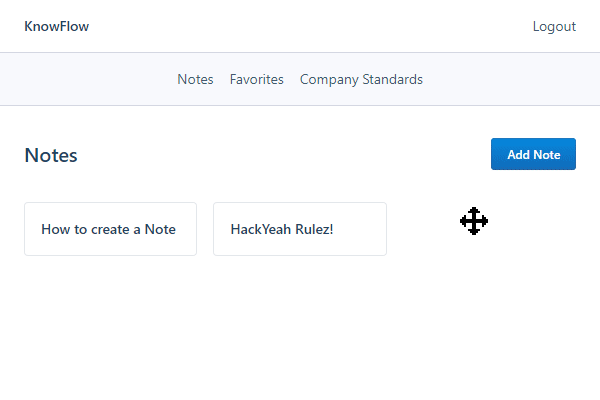 KnowFlow
Logout
Notes Favorites Company Standards
Notes
Add Note
How to create a Note
HackYeah Rulez!